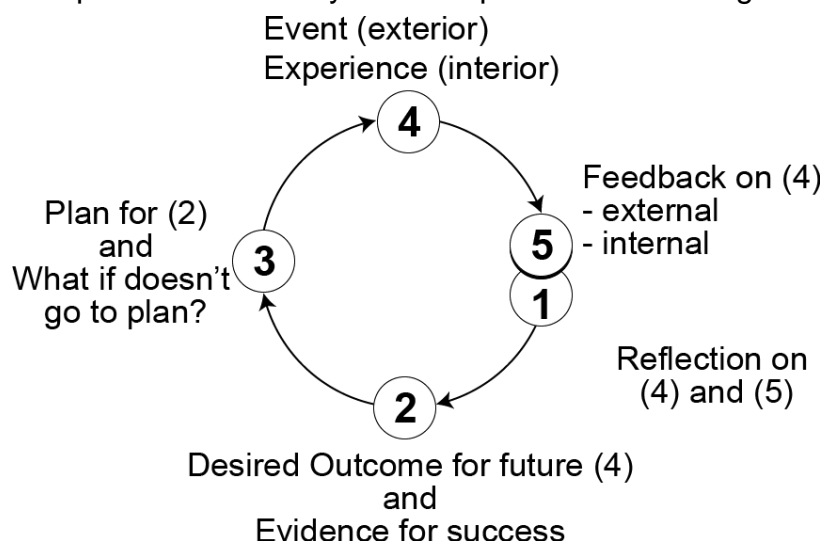 Event (exterior)
Experience (interior)
4
Feedback on (4)
- external
- internal
5
1
Plan for (2)
and
What if doesn't
go to plan?
3
Reflection on
(4) and (5)
2
Desired Outcome for future (4)
and
Evidence for success